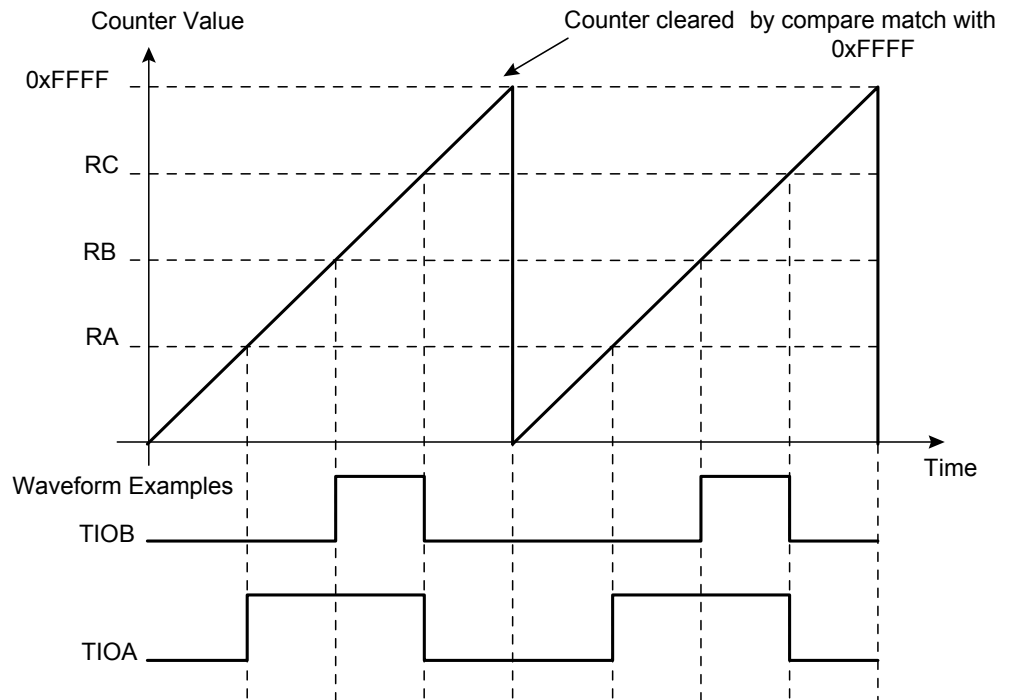 Counter Value
Counter cleared by compare match with
0xFFFF
0xFFFF
RC
RB
RA
Time
Waveform Examples
TIOB
TIOA